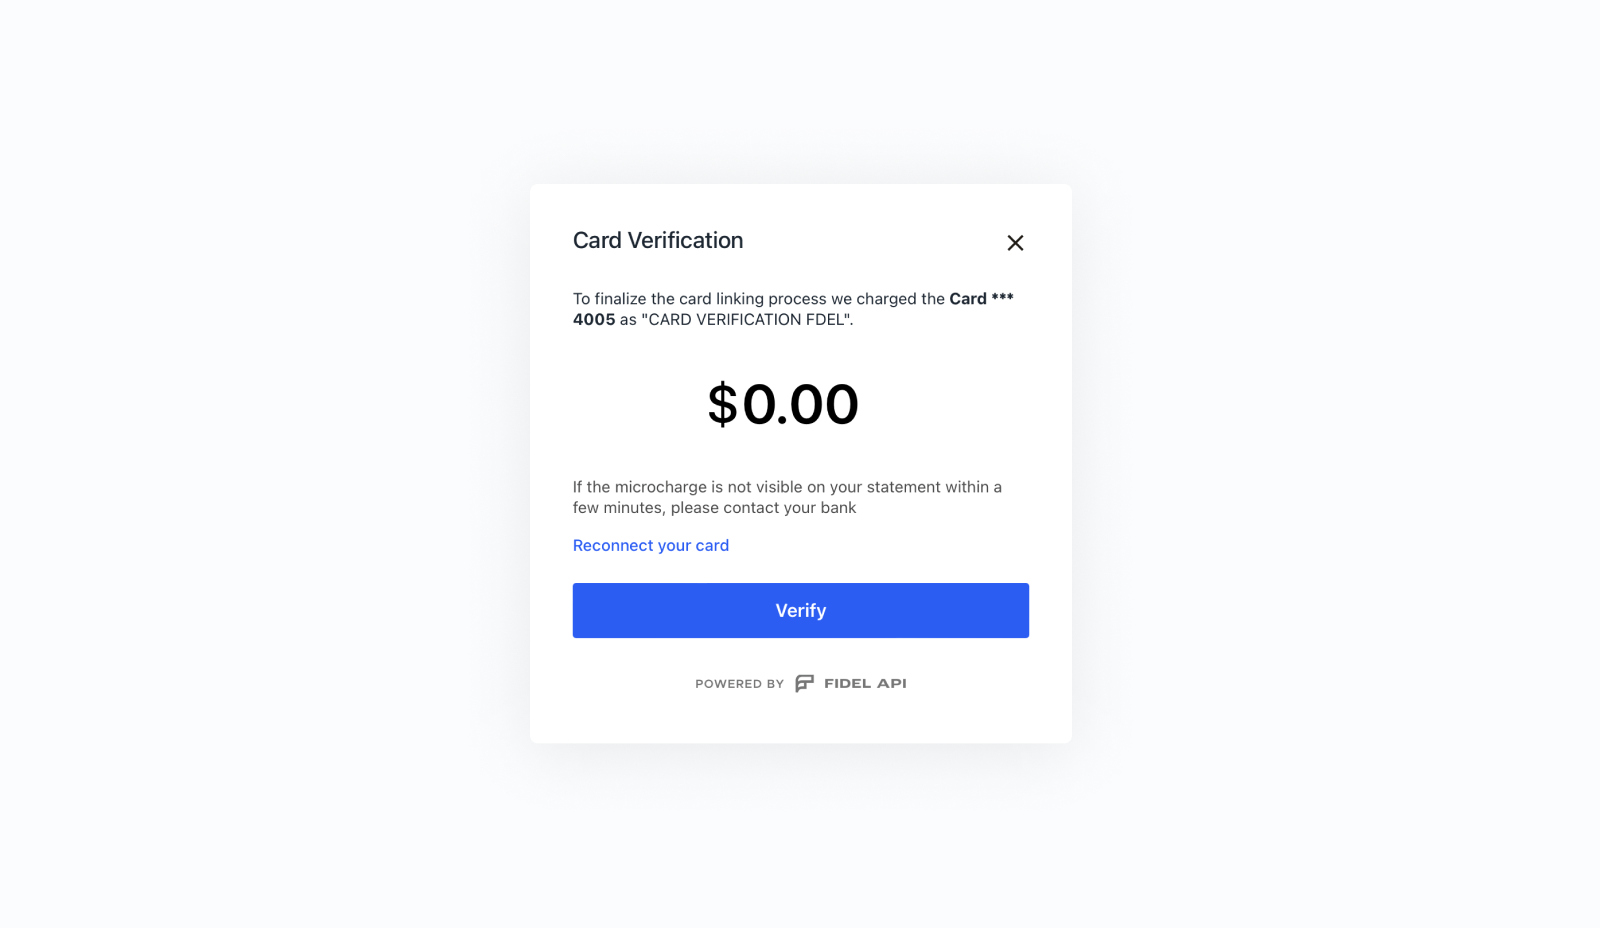 Card Verification
To finalize the card linking process we charged the Card ***
4005 as "CARD VERIFICATION FDEL".
$0.00
If the microcharge is not visible on your statement within a
few minutes, please contact your bank
Reconnect your card
Verify
POWERED BY FIDEL API